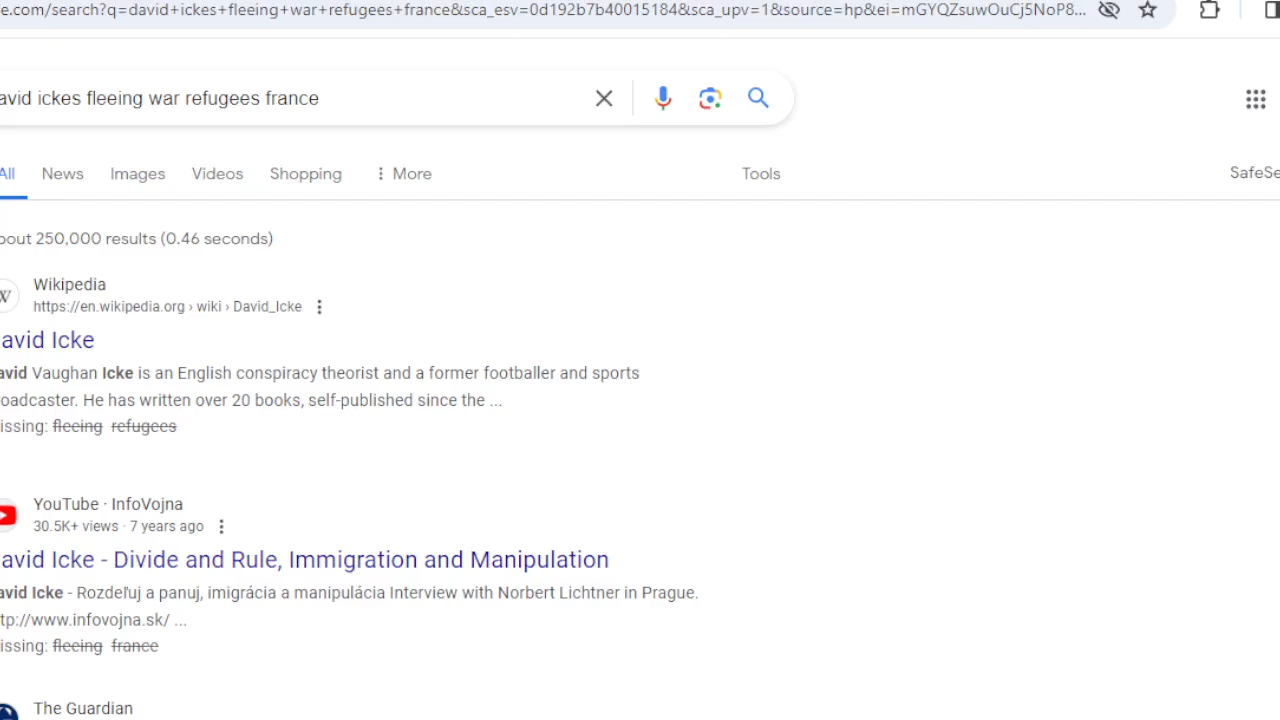 e.com/search?q=david+ickes+fleeing+war+refugees+france&sca_esv=0d192b7b40015184&sca_upv=1&source=hp&ei=mGYQZsuwOuCj5NoP8...
avid ickes fleeing war refugees france
All News Images Videos Shopping More Tools SafeSe
bout 250,000 results (0.46 seconds)
Wikipedia
https://en.wikipedia.org › wiki › David_Icke
avid Icke
avid Vaughan Icke is an English conspiracy theorist and a former footballer and sports
roadcaster. He has written over 20 books, self-published since the ...
issing: fleeing refugees
YouTube · InfoVojna
30.5K+ views · 7 years ago
avid Icke - Divide and Rule, Immigration and Manipulation
avid Icke - Rozdeľuj a panuj, imigrácia a manipulácia Interview with Norbert Lichtner in Prague.
tp://www.infovojna.sk/ ...
issing: fleeing france
The Guardian